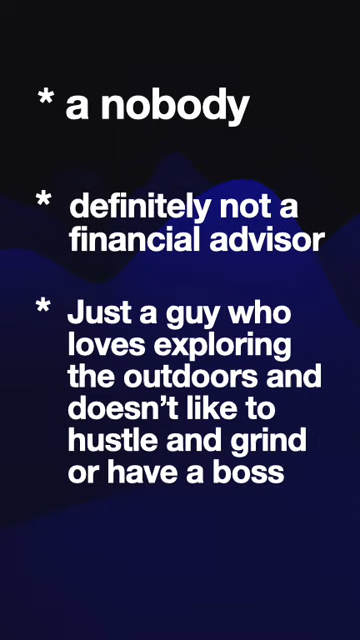 * a nobody
* definitely not a
financial advisor
* Just a guy who
loves exploring
the outdoors and
doesn't like to
hustle and grind
or have a boss